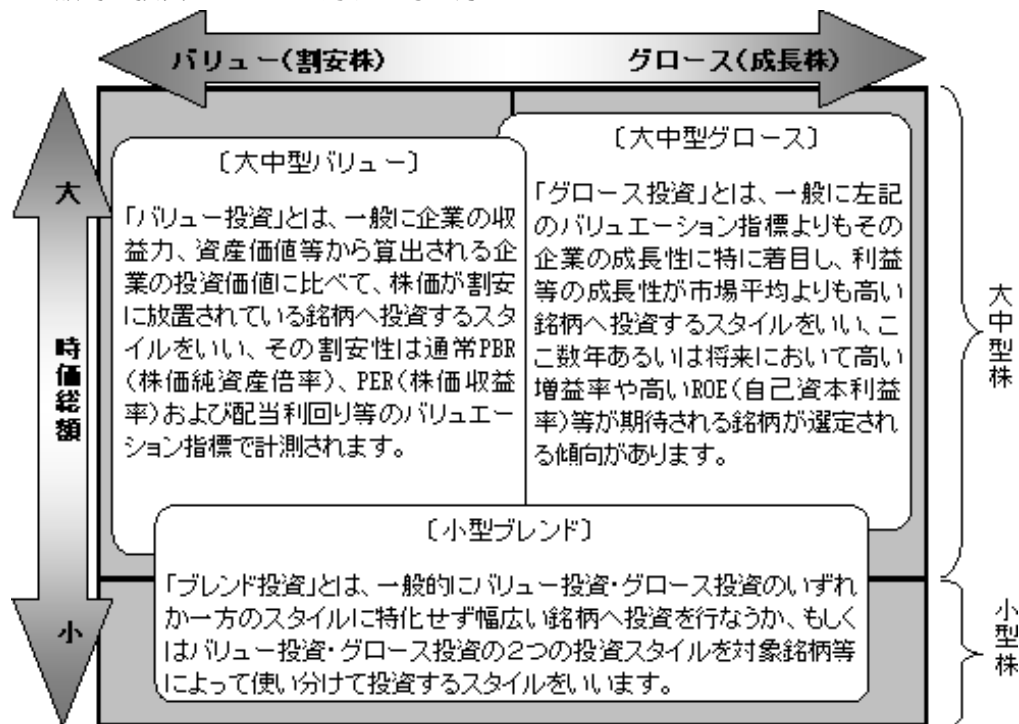 バリュー(割安株)
グロース(成長株)
大
時価総額
小
〔大中型バリュー〕
「バリュー投資」とは、一般に企業の収
益力、資産価値等から算出される企
業の投資価値に比べて、株価が割安
に放置されている銘柄へ投資するスタ
イルをいい、その割安性は通常PBR
(株価純資産倍率)、PER(株価収益
率)および配当利回り等のバリュエー
ション指標で計測されます。
〔大中型グロース〕
「グロース投資」とは、一般に左記
のバリュエーション指標よりもその
企業の成長性に特に着目し、利益
等の成長性が市場平均よりも高い
銘柄へ投資するスタイルをいい、こ
こ数年あるいは将来において高い
増益率や高いROE(自己資本利益
率)等が期待される銘柄が選定され
る傾向があります。
〔小型ブレンド〕
「ブレンド投資」とは、一般的にバリュー投資・グロース投資のいずれ
か一方のスタイルに特化せず幅広い銘柄へ投資を行なうか、もしく
はバリュー投資・グロース投資の2つの投資スタイルを対象銘柄等
によって使い分けて投資するスタイルをいいます。
大中型株
小型株